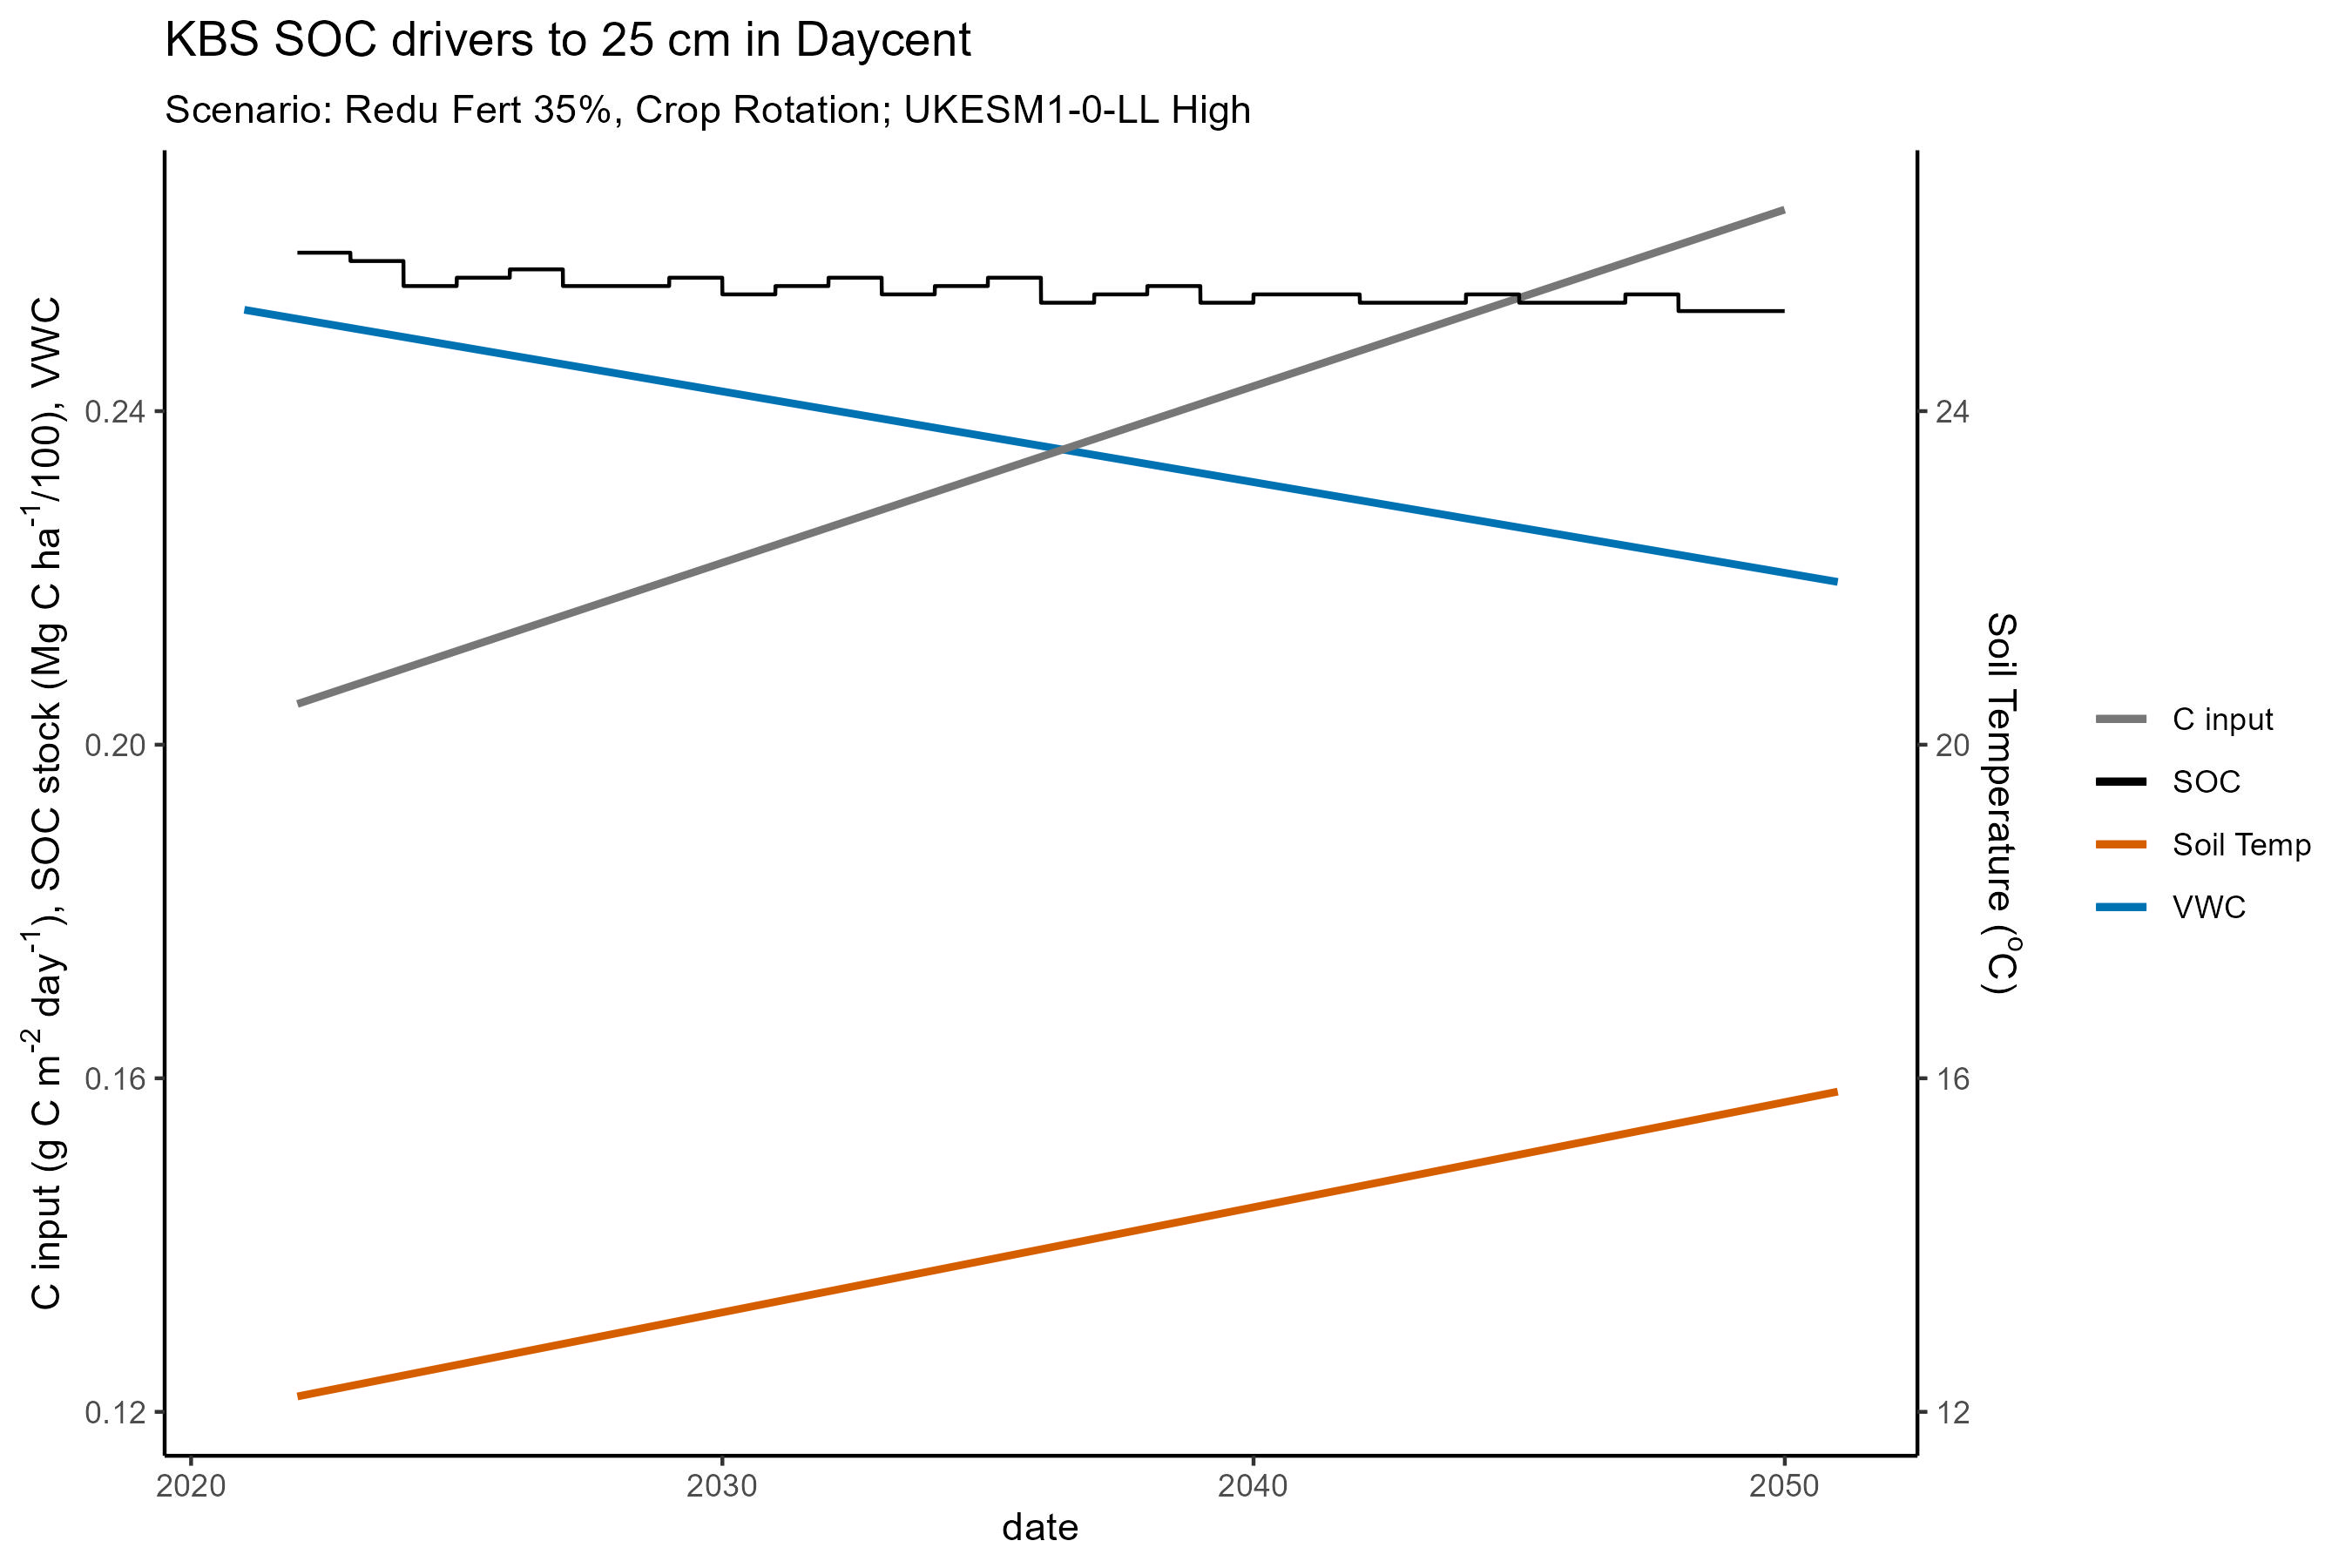 KBS SOC drivers to 25 cm in Daycent
Scenario: Redu Fert 35%, Crop Rotation; UKESM1-0-LL High
C input (g C m⁻² day⁻¹), SOC stock (Mg C ha⁻¹/100), VWC
0.24
0.20
0.16
0.12
2020
2030
2040
2050
date
24
20
16
12
Soil Temperature (°C)
C input
SOC
Soil Temp
VWC